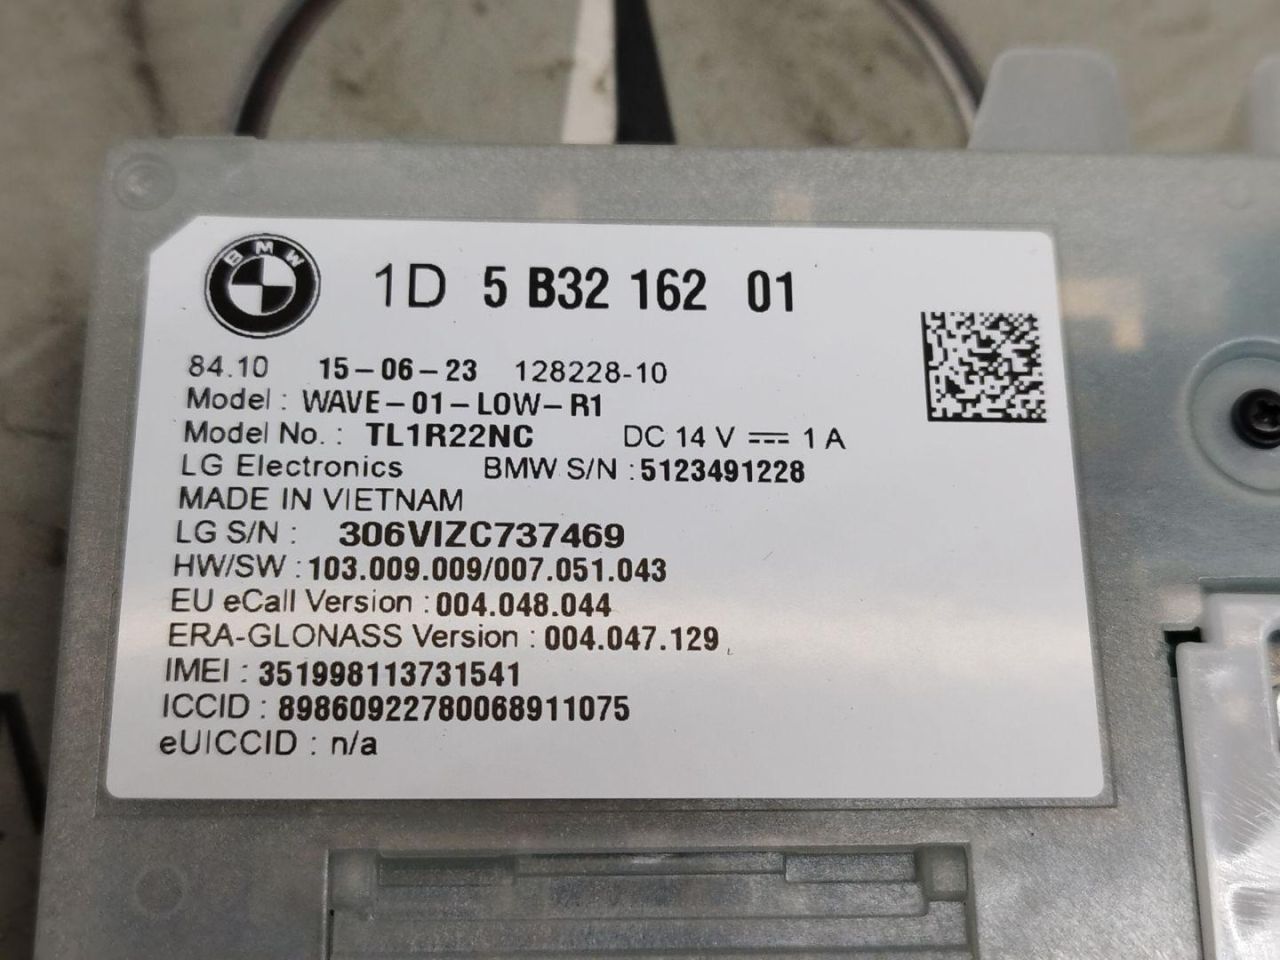 BMW
1D 5 B32 162 01
84.10 15-06-23 128228-10
Model : WAVE-01-LOW-R1
Model No. : TL1R22NC DC 14 V ⎓ 1 A
LG Electronics BMW S/N : 5123491228
MADE IN VIETNAM
LG S/N : 306VIZC737469
HW/SW : 103.009.009/007.051.043
EU eCall Version : 004.048.044
ERA-GLONASS Version : 004.047.129
IMEI : 351998113731541
ICCID : 89860922780068911075
eUICCID : n/a